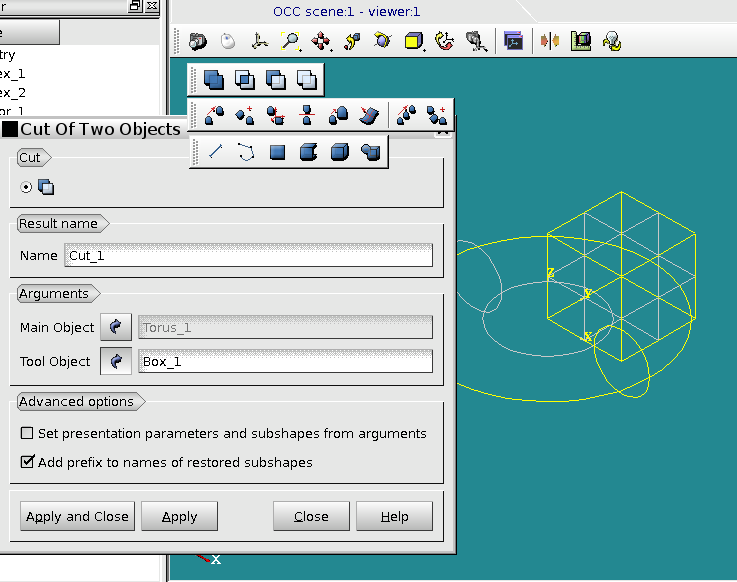 r
OCC scene:1 - viewer:1
e
try
ex_1
ex_2
or_1
Cut Of Two Objects
Cut
Result name
Name Cut_1
Arguments
Main Object Torus_1
Tool Object Box_1
Advanced options
Set presentation parameters and subshapes from arguments
Add prefix to names of restored subshapes
Apply and Close Apply Close Help
Z
Y
X
X